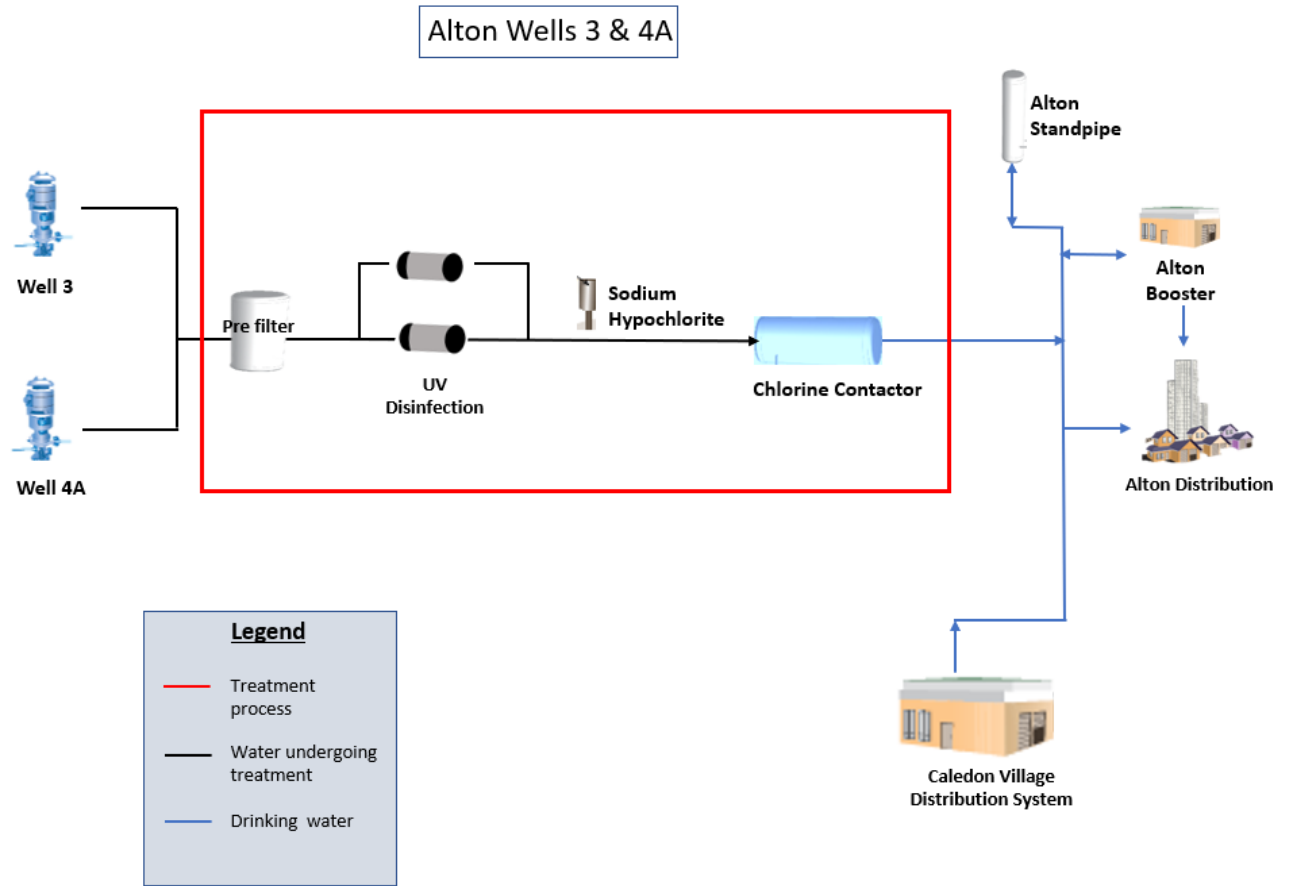 Alton Wells 3 & 4A
Alton
Standpipe
Well 3
Pre filter
Sodium
Hypochlorite
Alton
Booster
UV
Disinfection
Chlorine Contactor
Well 4A
Alton Distribution
Legend
Treatment
process
Water undergoing
treatment
Drinking water
Caledon Village
Distribution System